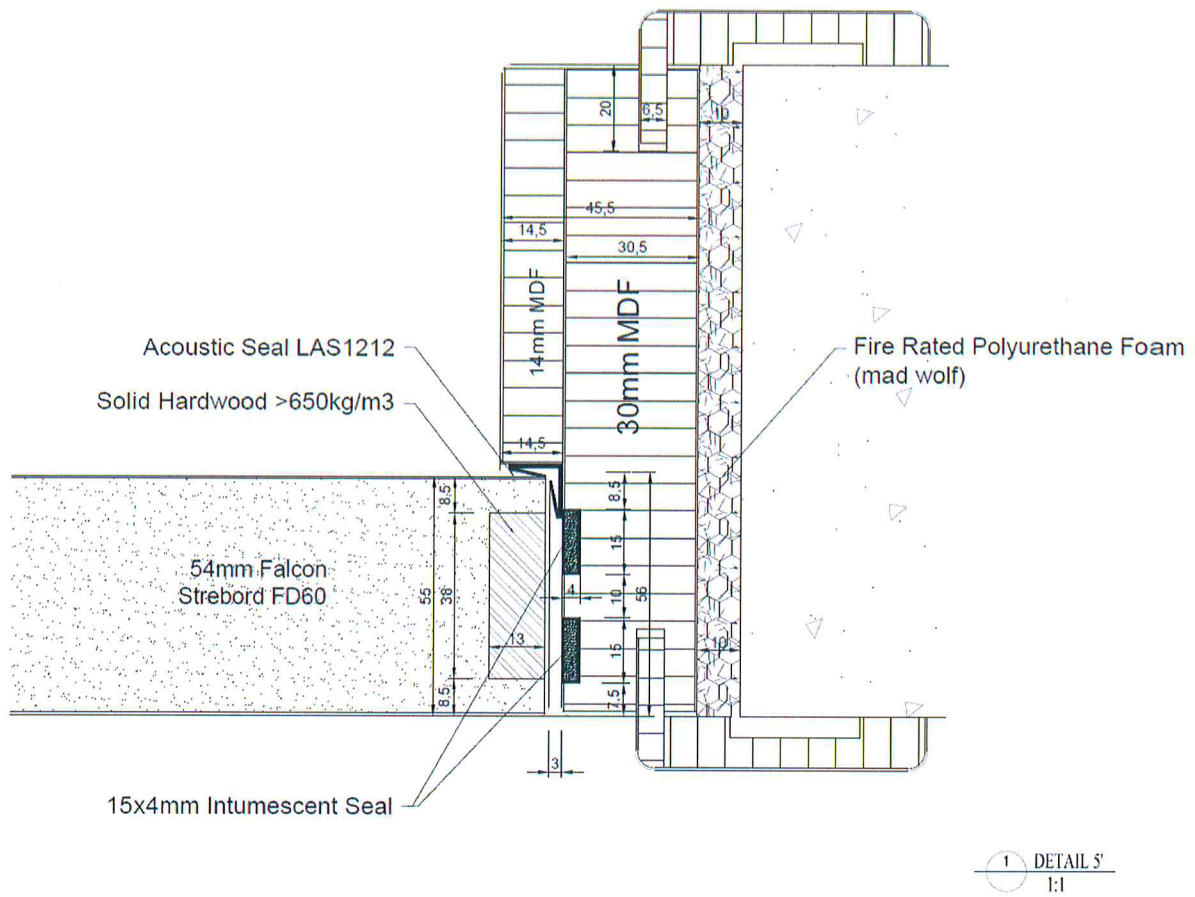 20
6,5
10
45,5
14,5
30,5
14mm MDF
30mm MDF
Acoustic Seal LAS1212
Fire Rated Polyurethane Foam
(mad wolf)
Solid Hardwood >650kg/m3
14,5
8,5
8,5
15
54mm Falcon
Strebord FD60
55
38
4
10
56
13
15
10
8,5
7,5
3
15x4mm Intumescent Seal
1
DETAIL 5'
1:1